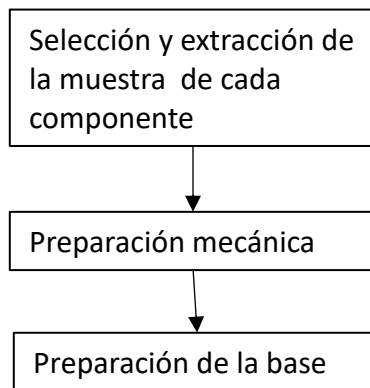 Selección y extracción de
la muestra de cada
componente
Preparación mecánica
Preparación de la base